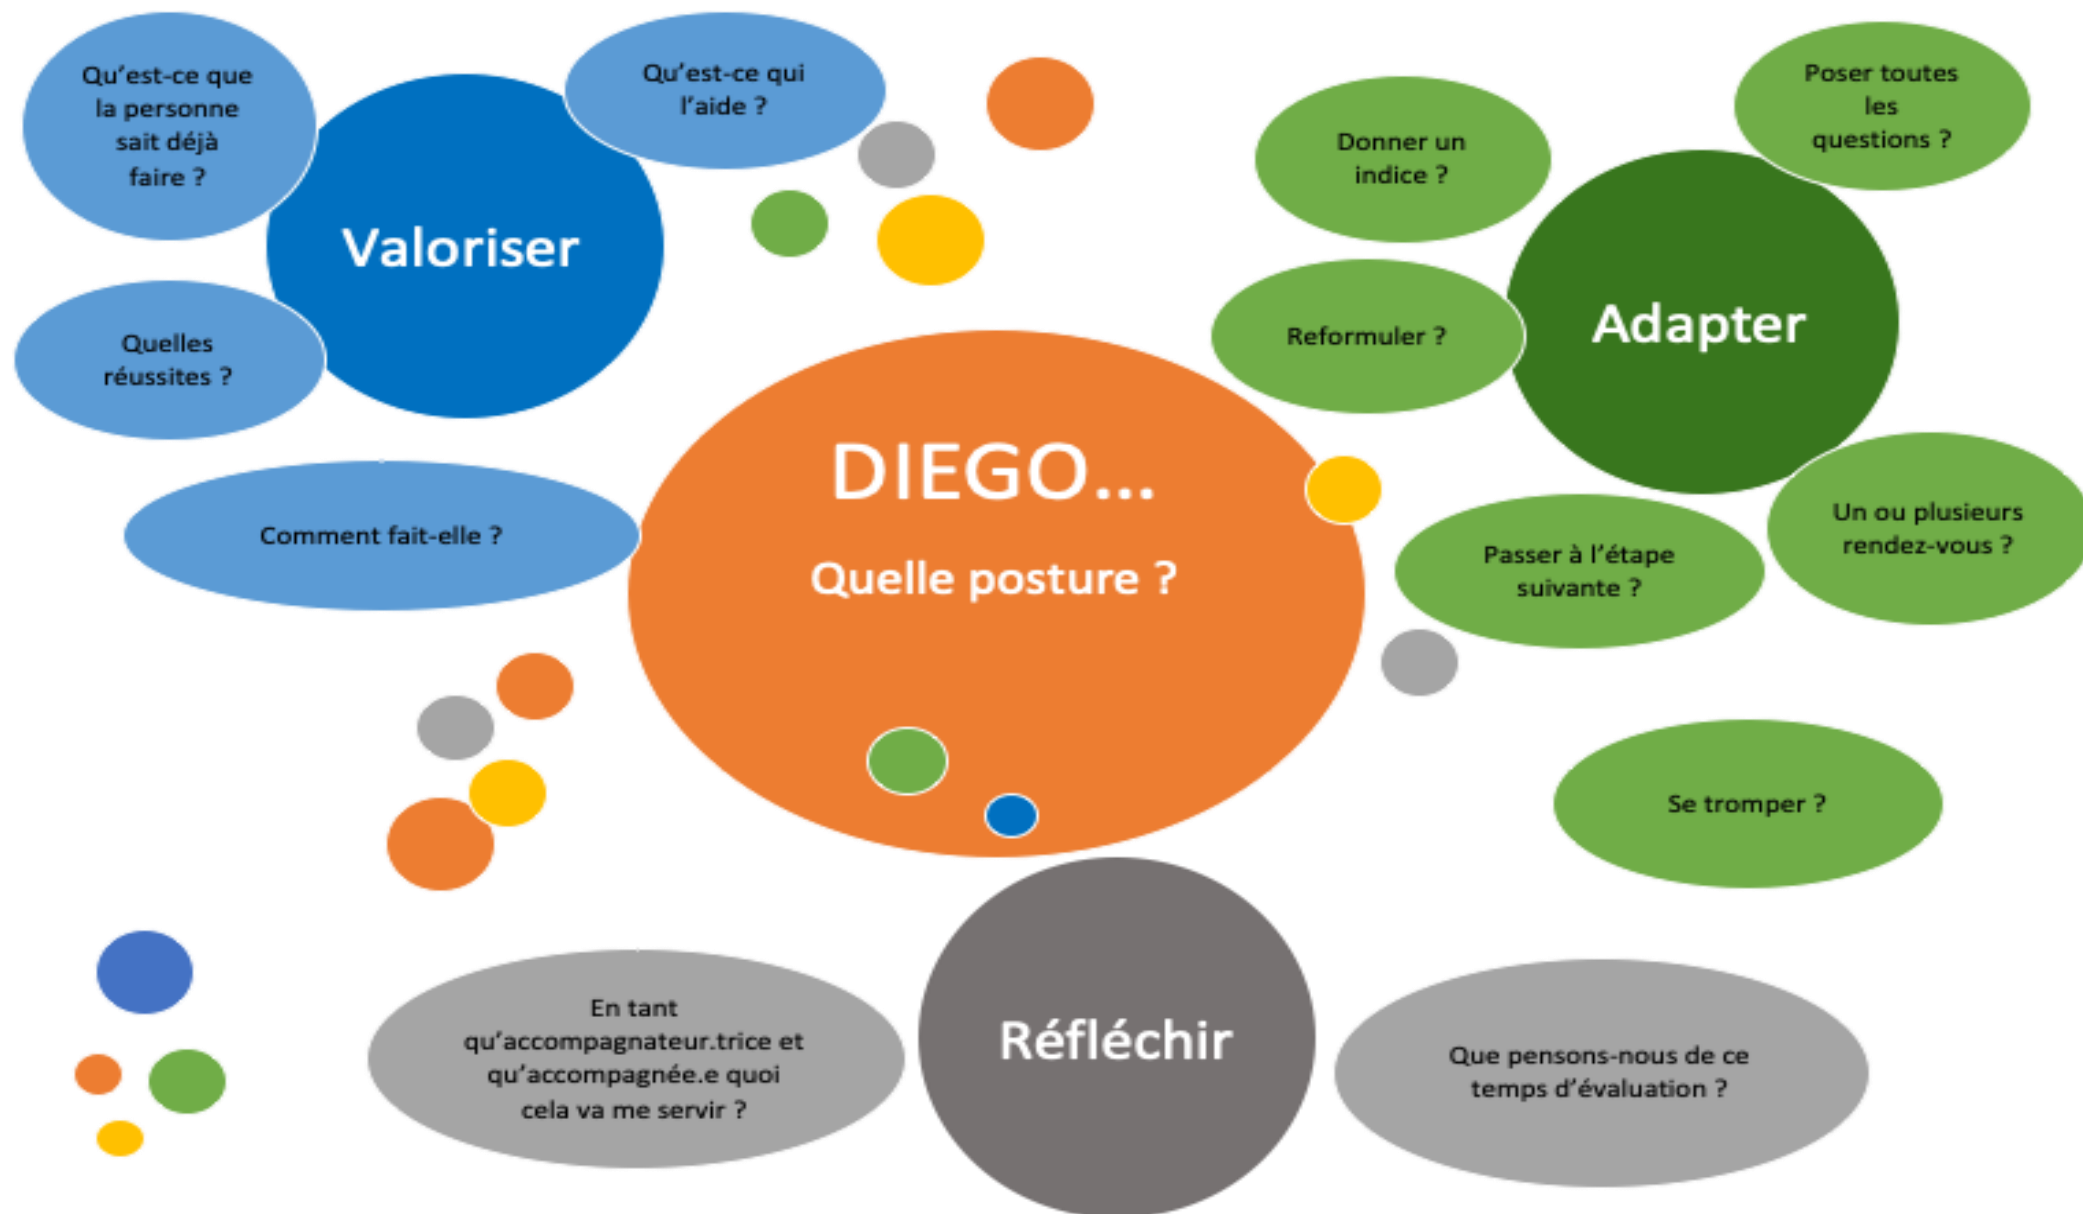 Qu'est-ce que
la personne
sait déjà
faire ?
Qu'est-ce qui
l'aide ?
Valoriser
Quelles
réussites ?
Comment fait-elle ?
Donner un
indice ?
Poser toutes
les
questions ?
Reformuler ?
Adapter
Un ou plusieurs
rendez-vous ?
Passer à l'étape
suivante ?
Se tromper ?
DIEGO...
Quelle posture ?
En tant
qu'accompagnateur.trice et
qu'accompagnée.e quoi
cela va me servir ?
Réfléchir
Que pensons-nous de ce
temps d'évaluation ?